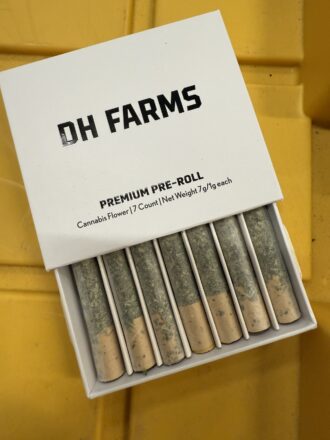 DH FARMS
PREMIUM PRE-ROLL
Cannabis Flower | 7 Count | Net Weight 7g/1g each